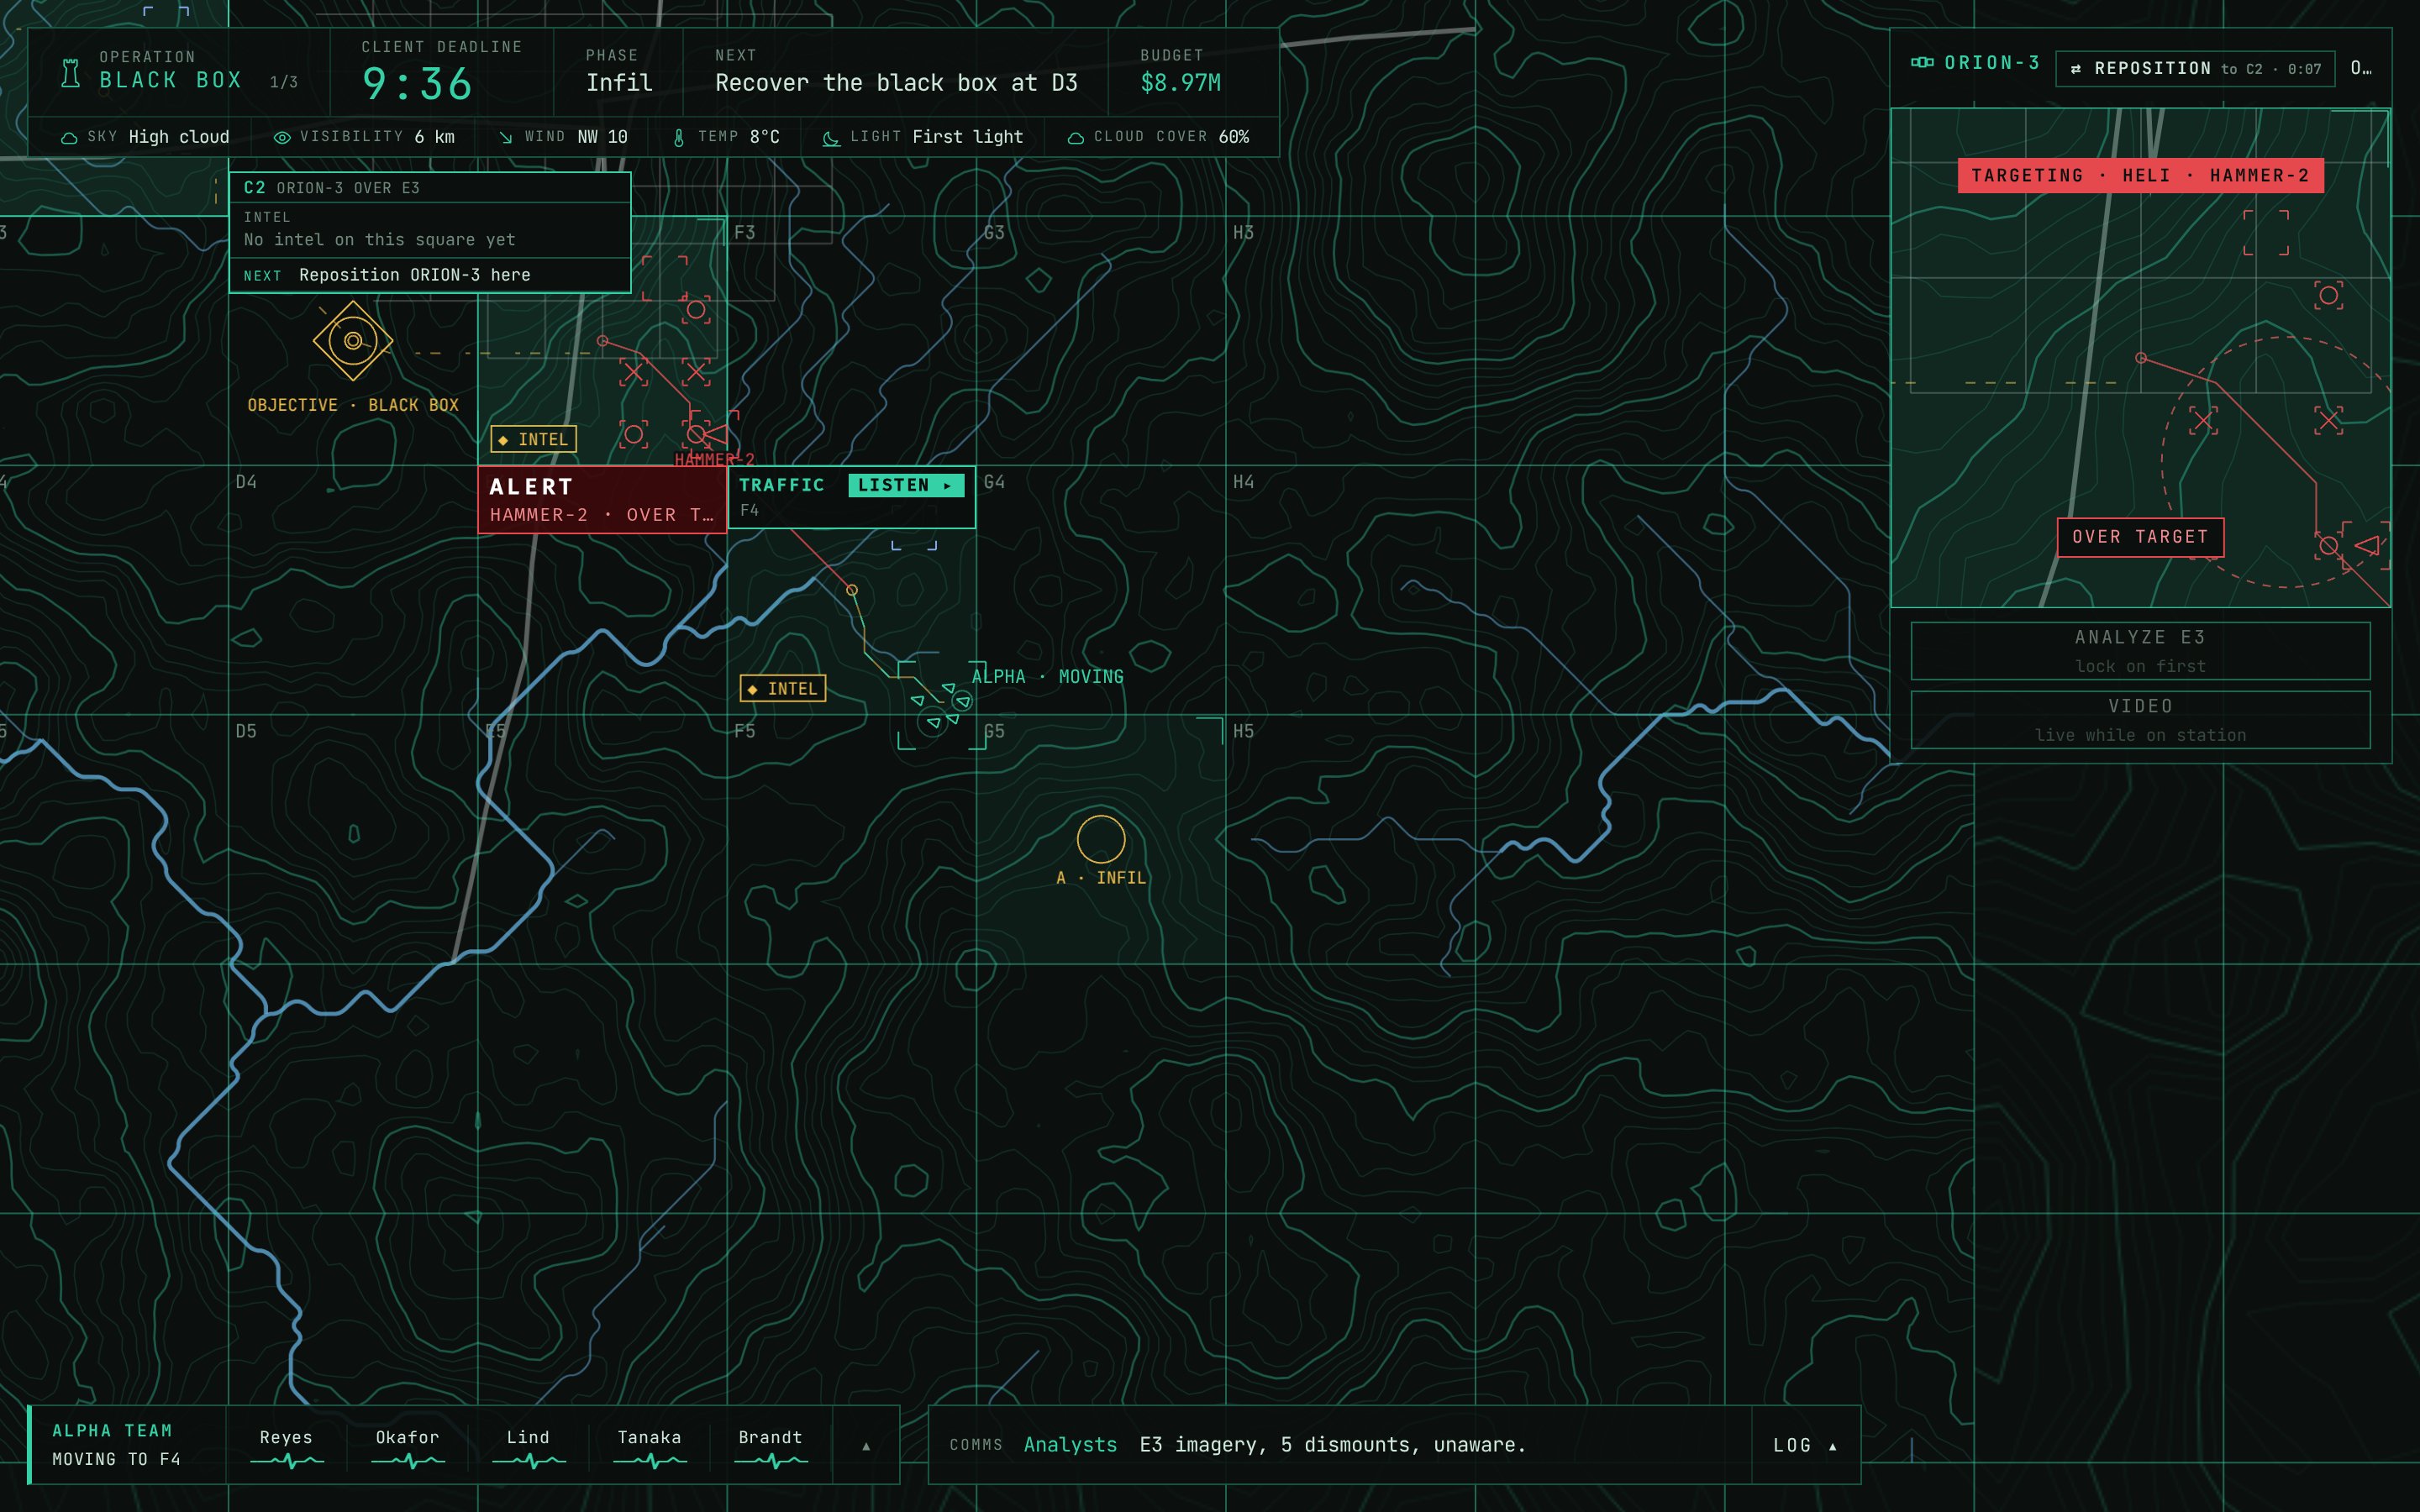 OPERATION
BLACK BOX 1/3
CLIENT DEADLINE
9:36
PHASE
Infil
NEXT
Recover the black box at D3
BUDGET
$8.97M
SKY High cloud
VISIBILITY 6 km
WIND NW 10
TEMP 8°C
LIGHT First light
CLOUD COVER 60%
ORION-3
⇄ REPOSITION to C2 · 0:07
O…
TARGETING · HELI · HAMMER-2
OVER TARGET
ANALYZE E3
lock on first
VIDEO
live while on station
C2 ORION-3 OVER E3
INTEL
No intel on this square yet
NEXT Reposition ORION-3 here
3
F3
G3
H3
OBJECTIVE · BLACK BOX
◆ INTEL
HAMMER-2
4
D4
ALERT
HAMMER-2 · OVER T…
TRAFFIC LISTEN ▸
F4
G4
H4
◆ INTEL
ALPHA · MOVING
5
D5
E5
F5
G5
H5
A · INFIL
ALPHA TEAM
MOVING TO F4
Reyes
Okafor
Lind
Tanaka
Brandt
▴
COMMS Analysts E3 imagery, 5 dismounts, unaware.
LOG ▴